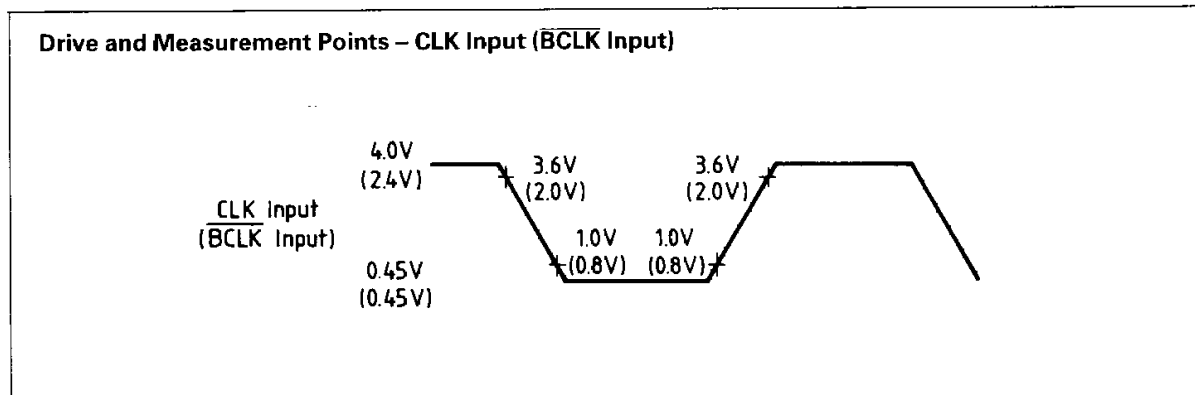 Drive and Measurement Points – CLK Input (BCLK Input)
4.0V
(2.4V)
3.6V
(2.0V)
3.6V
(2.0V)
CLK Input
(BCLK Input)
1.0V
(0.8V)
1.0V
(0.8V)
0.45V
(0.45V)